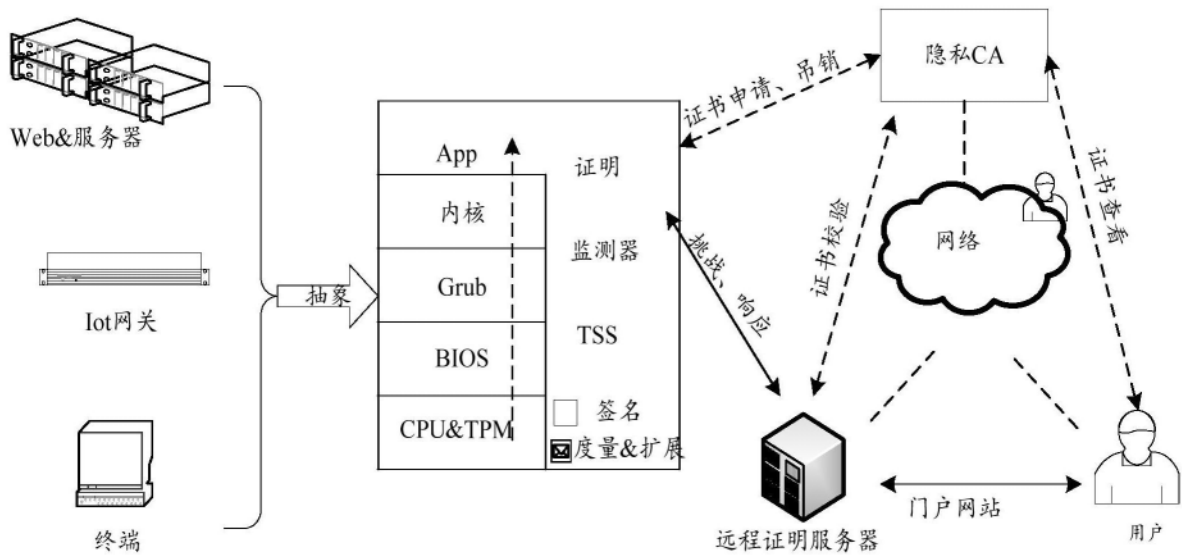 Web&服务器
Iot网关
终端
抽象
App
内核
Grub
BIOS
CPU&TPM
证明
监测器
TSS
签名
度量&扩展
证书申请、吊销
隐私CA
证书校验
证书查看
网络
挑战、响应
远程证明服务器
门户网站
用户